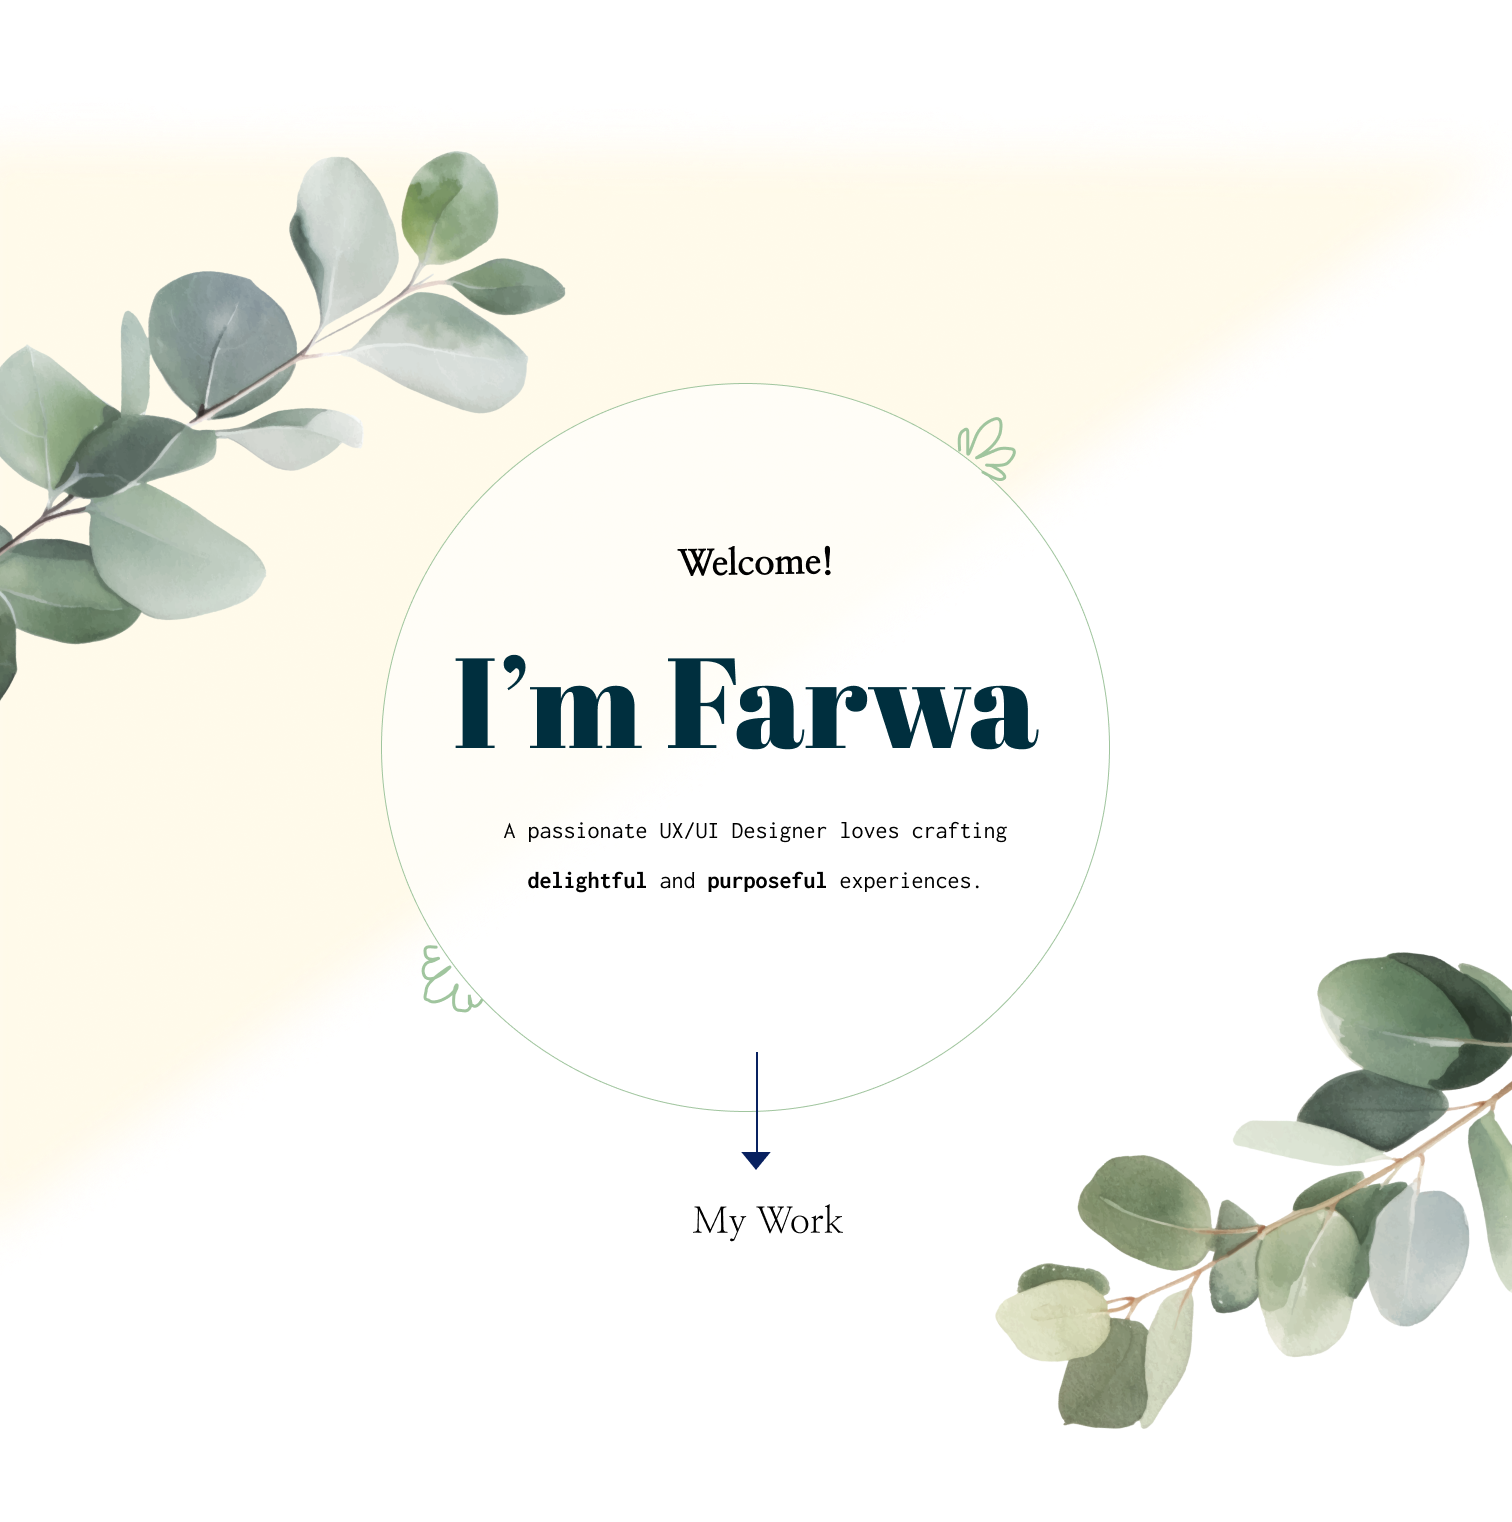 Welcome!
I’m Farwa
A passionate UX/UI Designer loves crafting
delightful and purposeful experiences.
My Work